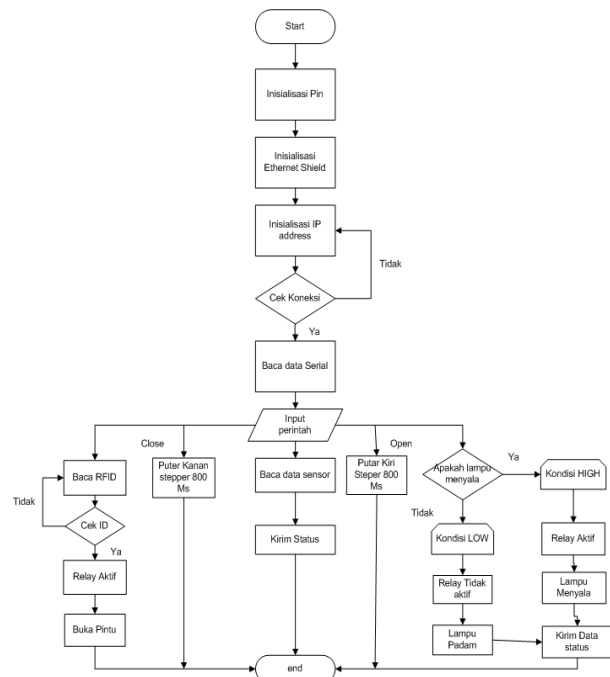 Start
Inisialisasi Pin
Inisialisasi
Ethernet Shield
Inisialisasi IP
address
Tidak
Cek Koneksi
Ya
Baca data Serial
Input
perintah
Close
Open
Baca RFID
Puter Kanan
stepper 800
Ms
Baca data sensor
Putar Kiri
Steper 800
Ms
Apakah lampu
menyala
Ya
Kondisi HIGH
Tidak
Cek ID
Ya
Kirim Status
Tidak
Kondisi LOW
Relay Aktif
Relay Aktif
Relay Tidak
aktif
Lampu
Menyala
Buka Pintu
Lampu
Padam
Kirim Data
status
end